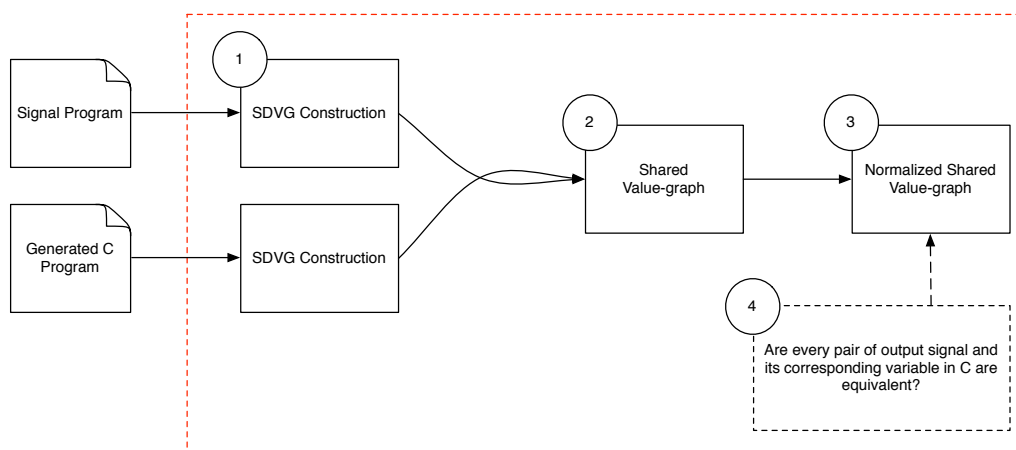 1
Signal Program
SDVG Construction
2
Shared
Value-graph
3
Normalized Shared
Value-graph
Generated C
Program
SDVG Construction
4
Are every pair of output signal and
its corresponding variable in C are
equivalent?